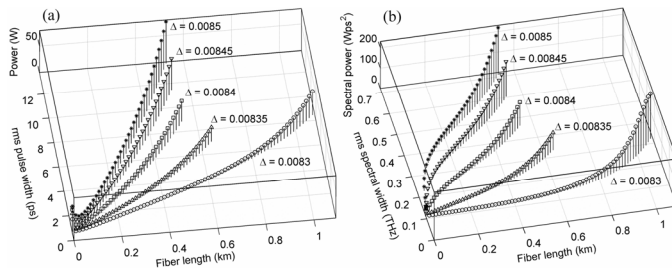 (a)
Power (W)
50
0
rms pulse width (ps)
12
10
8
6
4
2
0
0.2
0.4
0.6
0.8
1
Fiber length (km)
Δ = 0.0085
Δ = 0.00845
Δ = 0.0084
Δ = 0.00835
Δ = 0.0083
(b)
Spectral power (Wps²)
200
100
0
rms spectral width (THz)
0.7
0.6
0.5
0.4
0.3
0.2
0.1
0
0.2
0.4
0.6
0.8
1
Fiber length (km)
Δ = 0.0085
Δ = 0.00845
Δ = 0.0084
Δ = 0.00835
Δ = 0.0083